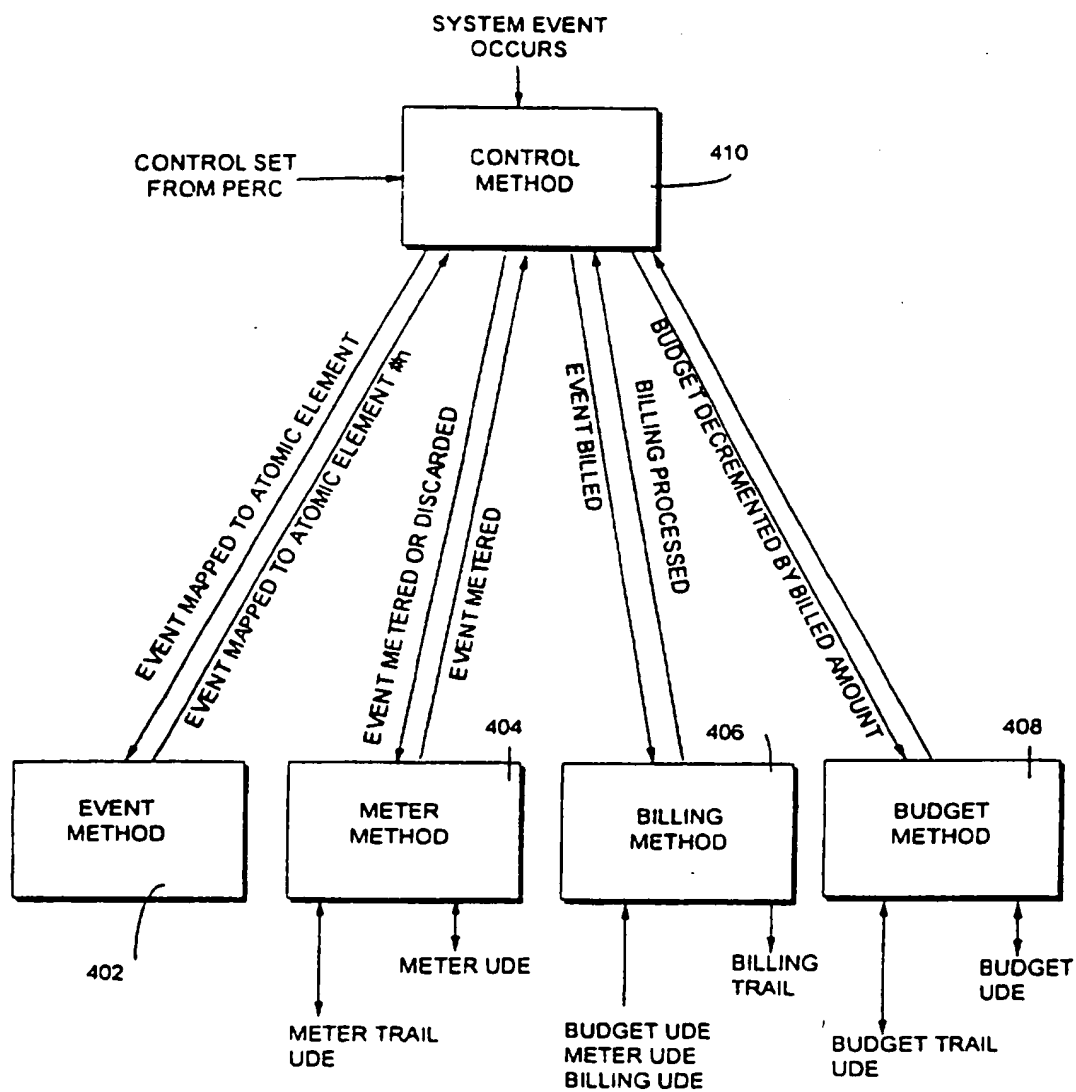 SYSTEM EVENT
OCCURS
CONTROL SET
FROM PERC
CONTROL
METHOD
410
EVENT MAPPED TO ATOMIC ELEMENT
EVENT MAPPED TO ATOMIC ELEMENT #n
EVENT METERED OR DISCARDED
EVENT METERED
EVENT BILLED
BILLING PROCESSED
BUDGET DECREMENTED BY BILLED AMOUNT
EVENT
METHOD
402
METER
METHOD
404
BILLING
METHOD
406
BUDGET
METHOD
408
METER TRAIL
UDE
METER UDE
BUDGET UDE
METER UDE
BILLING UDE
BILLING
TRAIL
BUDGET TRAIL
UDE
BUDGET
UDE